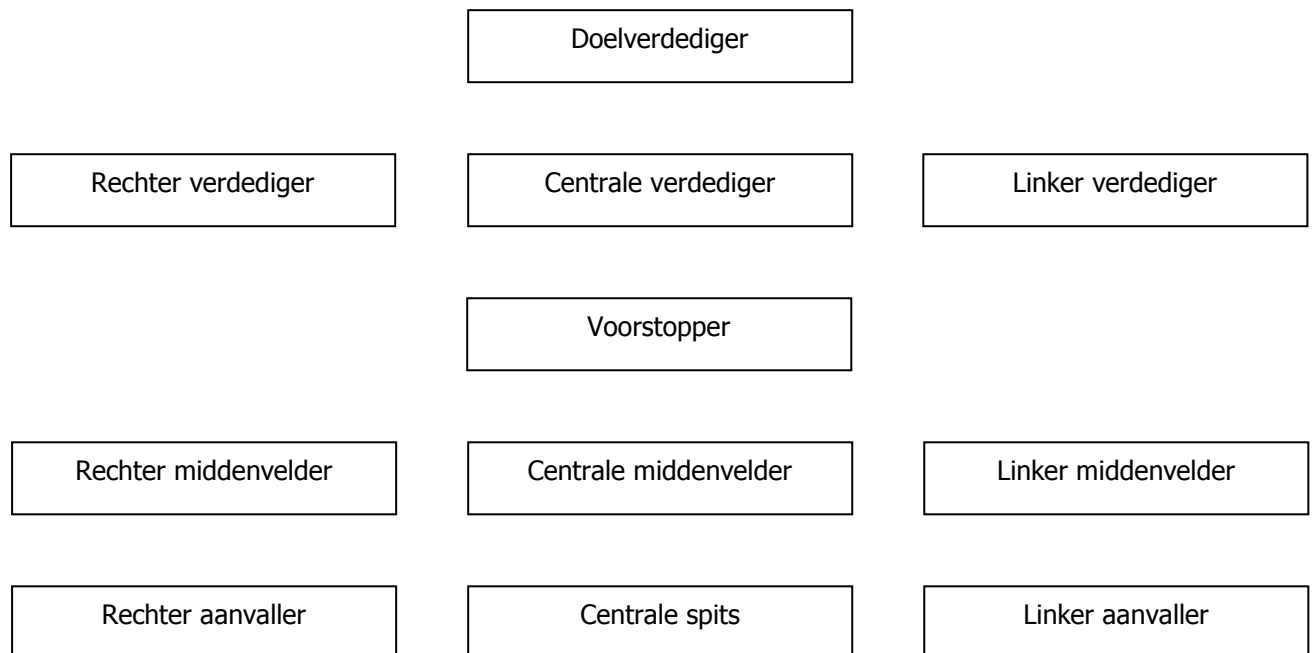 Doelverdediger
Rechter verdediger
Centrale verdediger
Linker verdediger
Voorstopper
Rechter middenvelder
Centrale middenvelder
Linker middenvelder
Rechter aanvaller
Centrale spits
Linker aanvaller